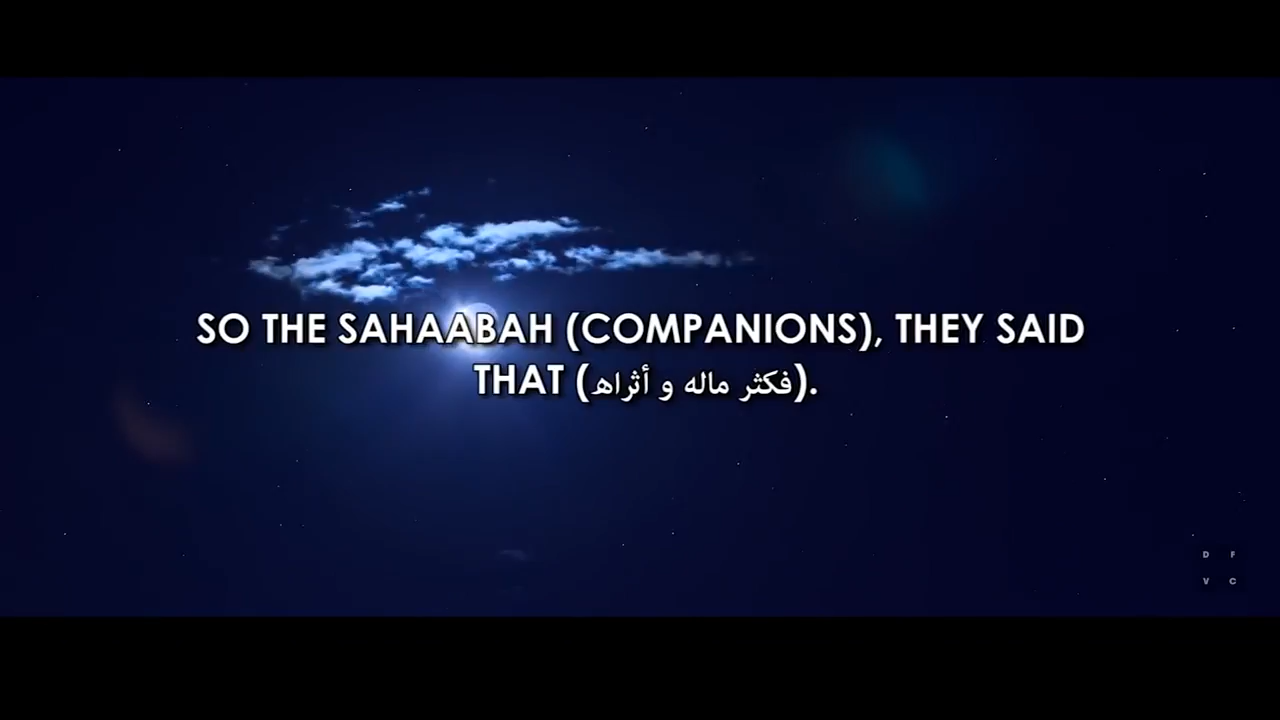 SO THE SAHAABAH (COMPANIONS), THEY SAID
THAT (فكثر ماله و أثراه).
D F
V C